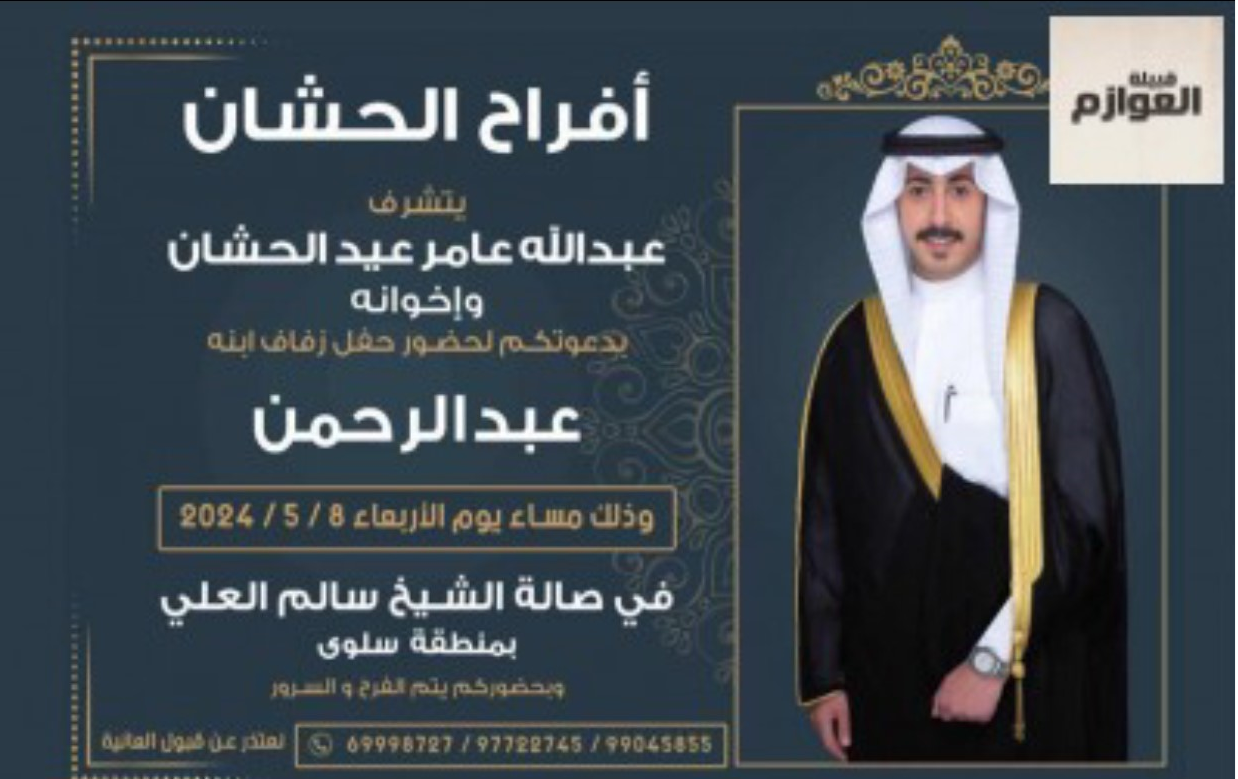 قبيلة
العوازم
أفراح الحشان
يتشرف
عبدالله عامر عيد الحشان
وإخوانه
بدعوتكم لحضور حفل زفاف ابنه
عبدالرحمن
وذلك مساء يوم الأربعاء 8 / 5 / 2024
في صالة الشيخ سالم العلي
بمنطقة سلوى
وبحضوركم يتم الفرح و السرور
99045855 / 97722745 / 69998727
نعتذر عن قبول العانية